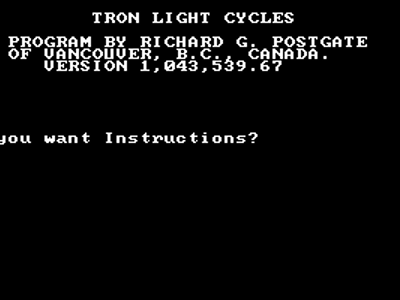 TRON LIGHT CYCLES
PROGRAM BY RICHARD G. POSTGATE
OF VANCOUVER, B.C., CANADA.
VERSION 1,043,539.67
you want Instructions?